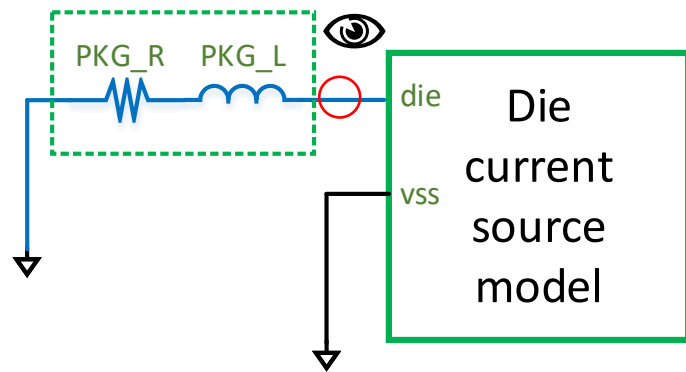 PKG_R
PKG_L
die
vss
Die
current
source
model